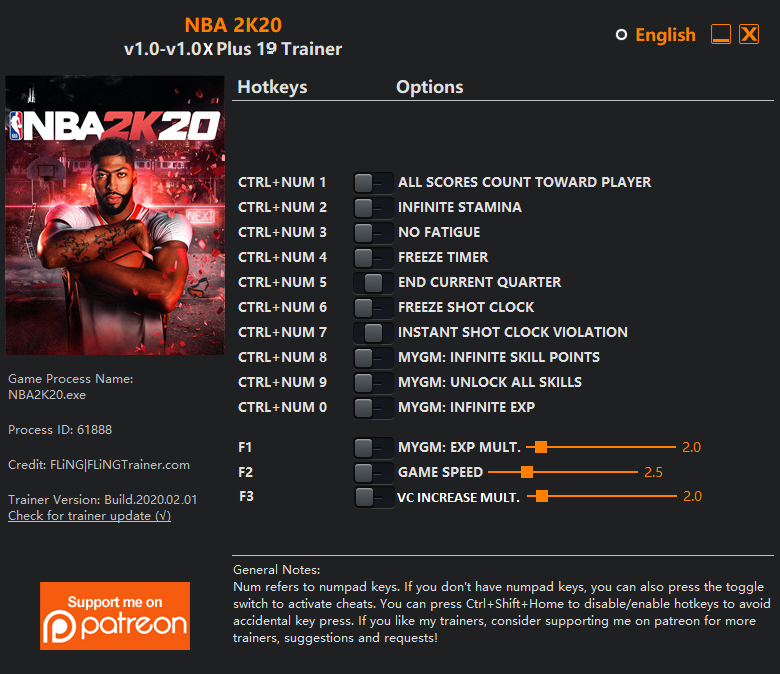 NBA 2K20
v1.0-v1.0X Plus 19 Trainer
English
Hotkeys Options
NBA2K20
NEXT
CTRL+NUM 1 ALL SCORES COUNT TOWARD PLAYER
CTRL+NUM 2 INFINITE STAMINA
CTRL+NUM 3 NO FATIGUE
CTRL+NUM 4 FREEZE TIMER
CTRL+NUM 5 END CURRENT QUARTER
CTRL+NUM 6 FREEZE SHOT CLOCK
CTRL+NUM 7 INSTANT SHOT CLOCK VIOLATION
CTRL+NUM 8 MYGM: INFINITE SKILL POINTS
CTRL+NUM 9 MYGM: UNLOCK ALL SKILLS
CTRL+NUM 0 MYGM: INFINITE EXP
F1 MYGM: EXP MULT. 2.0
F2 GAME SPEED 2.5
F3 VC INCREASE MULT. 2.0
Game Process Name:
NBA2K20.exe
Process ID: 61888
Credit: FLiNG|FLiNGTrainer.com
Trainer Version: Build.2020.02.01
Check for trainer update (√)
Support me on
patreon
General Notes:
Num refers to numpad keys. If you don't have numpad keys, you can also press the toggle
switch to activate cheats. You can press Ctrl+Shift+Home to disable/enable hotkeys to avoid
accidental key press. If you like my trainers, consider supporting me on patreon for more
trainers, suggestions and requests!